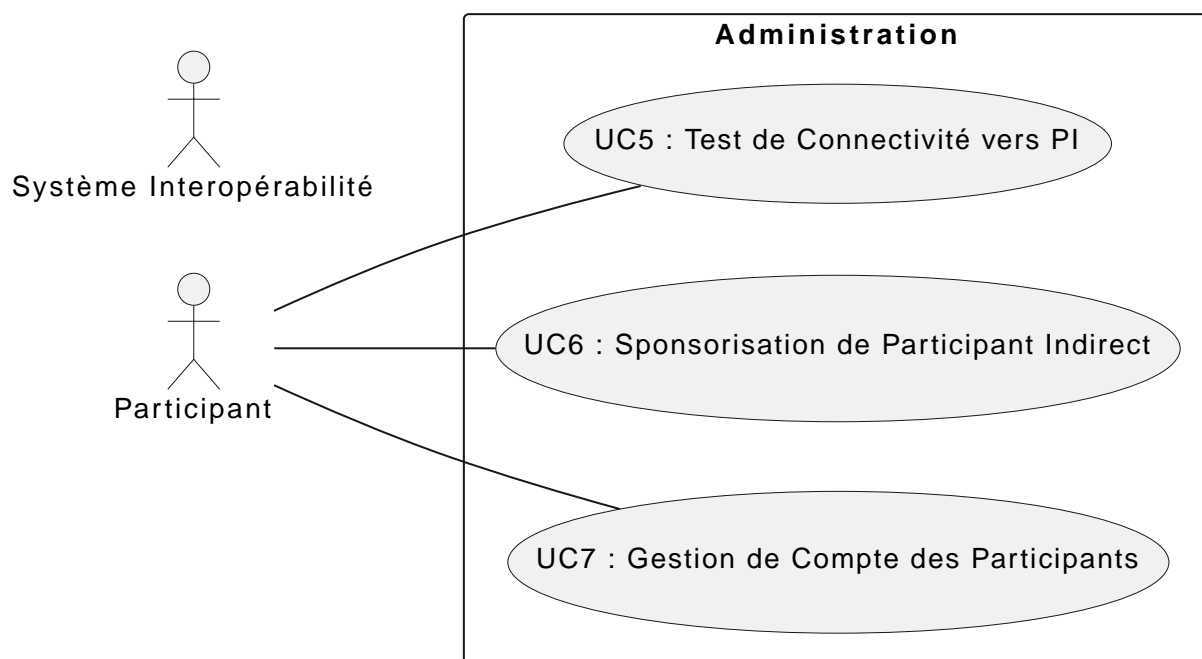 Administration
UC5 : Test de Connectivité vers PI
Système Interopérabilité
UC6 : Sponsorisation de Participant Indirect
Participant
UC7 : Gestion de Compte des Participants